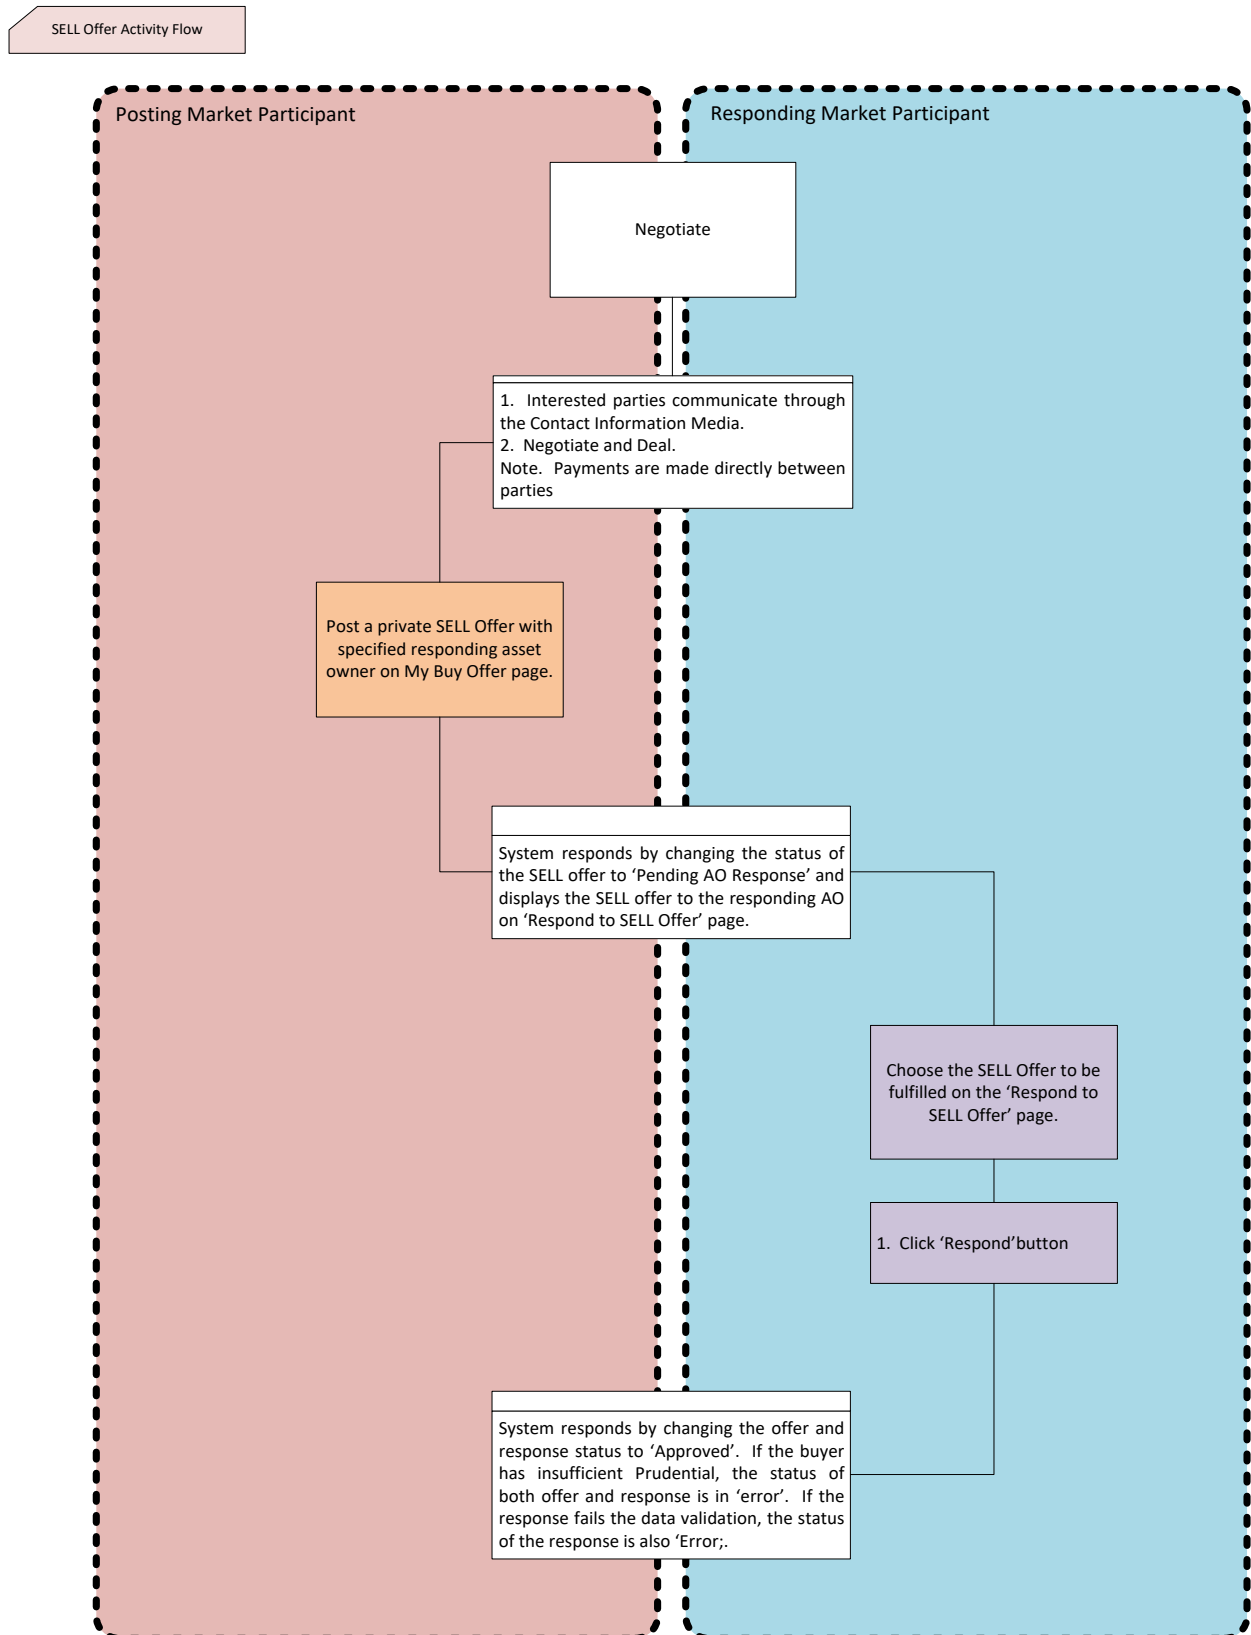 SELL Offer Activity Flow
Posting Market Participant
Responding Market Participant
Negotiate
1. Interested parties communicate through
the Contact Information Media.
2. Negotiate and Deal.
Note. Payments are made directly between
parties
Post a private SELL Offer with
specified responding asset
owner on My Buy Offer page.
System responds by changing the status of
the SELL offer to ‘Pending AO Response’ and
displays the SELL offer to the responding AO
on ‘Respond to SELL Offer’ page.
Choose the SELL Offer to be
fulfilled on the ‘Respond to
SELL Offer’ page.
1. Click ‘Respond’button
System responds by changing the offer and
response status to ‘Approved’. If the buyer
has insufficient Prudential, the status of
both offer and response is in ‘error’. If the
response fails the data validation, the status
of the response is also ‘Error;.